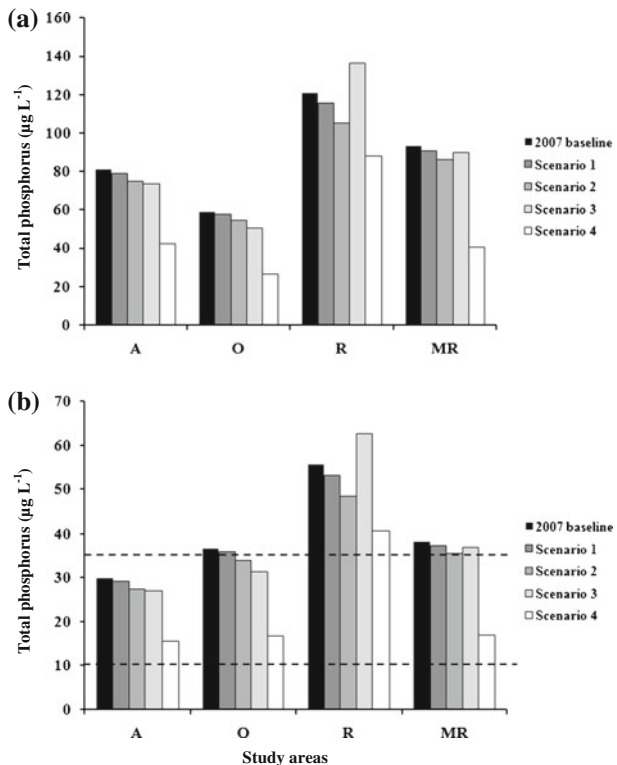 (a)
160
140
120
100
80
60
40
20
0
Total phosphorus (µg L-1)
A O R MR
2007 baseline
Scenario 1
Scenario 2
Scenario 3
Scenario 4
(b)
70
60
50
40
30
20
10
0
Total phosphorus (µg L-1)
A O R MR
Study areas
2007 baseline
Scenario 1
Scenario 2
Scenario 3
Scenario 4